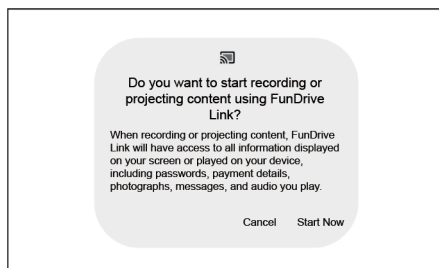 Do you want to start recording or
projecting content using FunDrive
Link?
When recording or projecting content, FunDrive
Link will have access to all information displayed
on your screen or played on your device,
including passwords, payment details,
photographs, messages, and audio you play.
Cancel Start Now